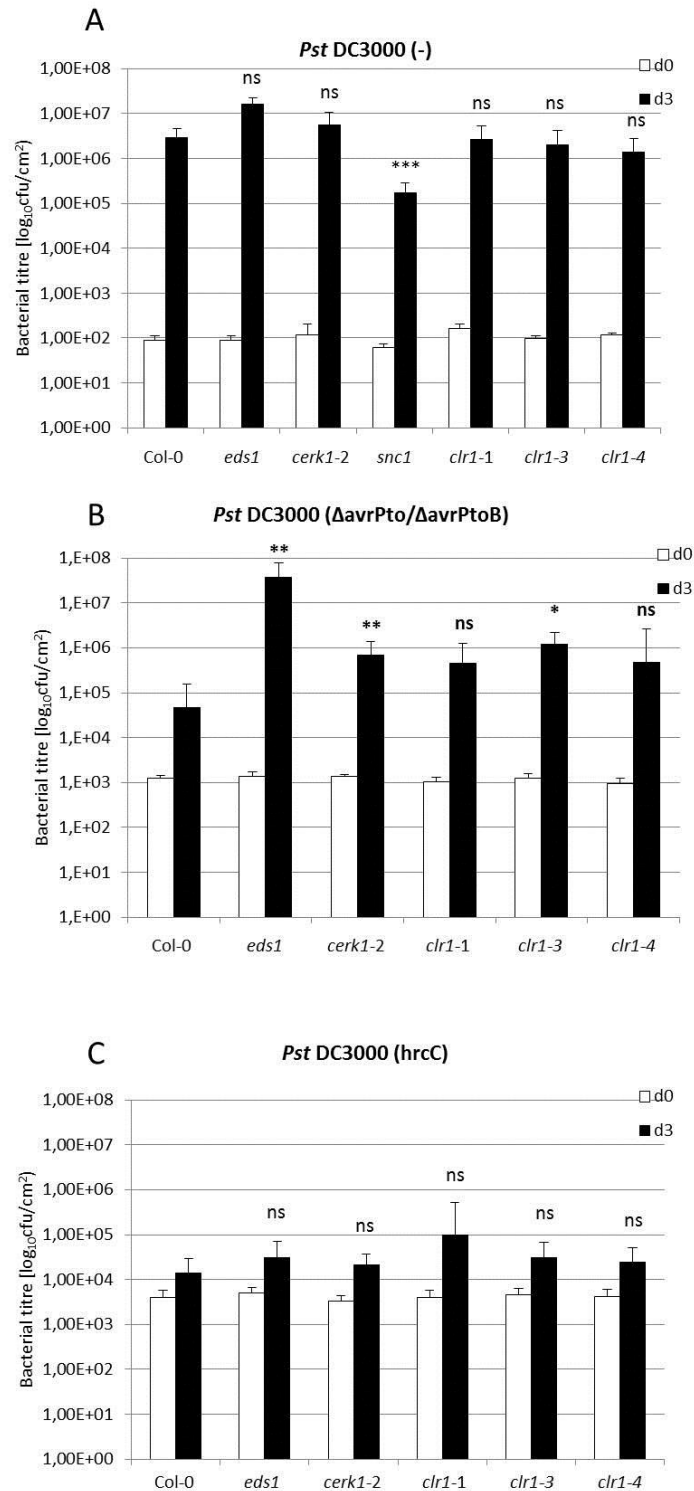 A
Pst DC3000 (-)
d0
d3
Bacterial titre [log10cfu/cm2]
1,00E+08
1,00E+07
1,00E+06
1,00E+05
1,00E+04
1,00E+03
1,00E+02
1,00E+01
1,00E+00
ns
ns
***
ns
ns
ns
Col-0 eds1 cerk1-2 snc1 clr1-1 clr1-3 clr1-4
B
Pst DC3000 (ΔavrPto/ΔavrPtoB)
d0
d3
Bacterial titre [log10cfu/cm2]
1,E+08
1,E+07
1,E+06
1,E+05
1,E+04
1,E+03
1,E+02
1,E+01
1,E+00
**
**
ns
*
ns
Col-0 eds1 cerk1-2 clr1-1 clr1-3 clr1-4
C
Pst DC3000 (hrcC)
d0
d3
Bacterial titre [log10cfu/cm2]
1,00E+08
1,00E+07
1,00E+06
1,00E+05
1,00E+04
1,00E+03
1,00E+02
1,00E+01
1,00E+00
ns
ns
ns
ns
ns
Col-0 eds1 cerk1-2 clr1-1 clr1-3 clr1-4